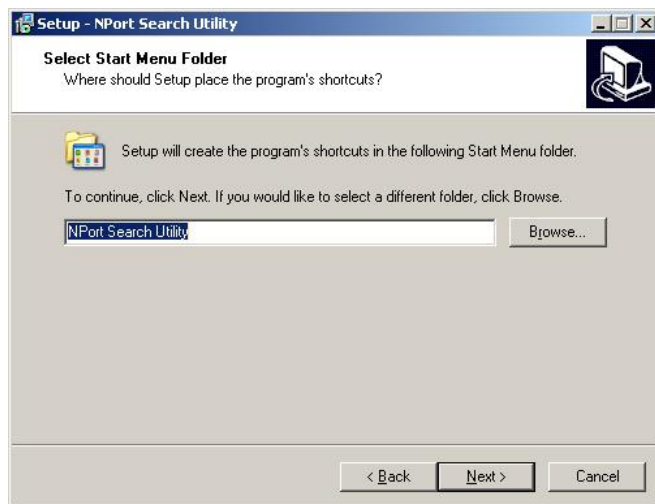 Setup - NPort Search Utility
Select Start Menu Folder
Where should Setup place the program's shortcuts?
Setup will create the program's shortcuts in the following Start Menu folder.
To continue, click Next. If you would like to select a different folder, click Browse.
NPort Search Utility
Browse...
< Back
Next >
Cancel